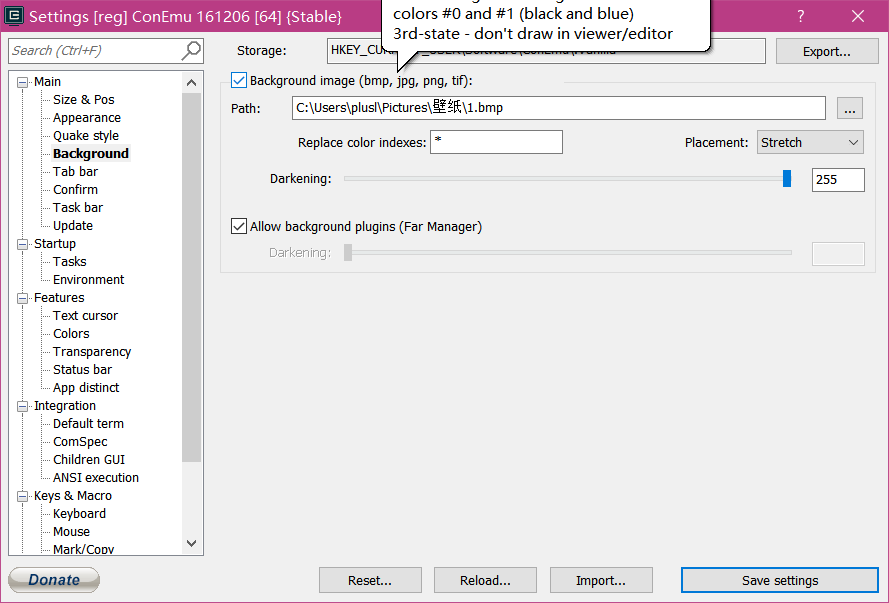 Settings [reg] ConEmu 161206 [64] {Stable}
colors #0 and #1 (black and blue)
3rd-state - don't draw in viewer/editor
Search (Ctrl+F)
Storage:
Export...
Main
Size & Pos
Appearance
Quake style
Background
Tab bar
Confirm
Task bar
Update
Startup
Tasks
Environment
Features
Text cursor
Colors
Transparency
Status bar
App distinct
Integration
Default term
ComSpec
Children GUI
ANSI execution
Keys & Macro
Keyboard
Mouse
Mark/Copy
Background image (bmp, jpg, png, tif):
Path:
C:\Users\plusl\Pictures\壁纸\1.bmp
...
Replace color indexes:
*
Placement:
Stretch
Darkening:
255
Allow background plugins (Far Manager)
Darkening:
Donate
Reset...
Reload...
Import...
Save settings